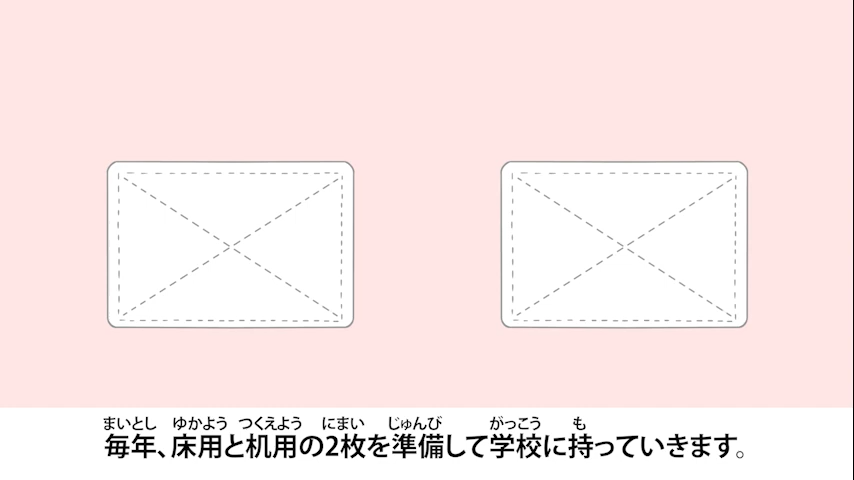 まいとし ゆかよう つくえよう にまい じゅんび がっこう も
毎年、床用と机用の2枚を準備して学校に持っていきます。